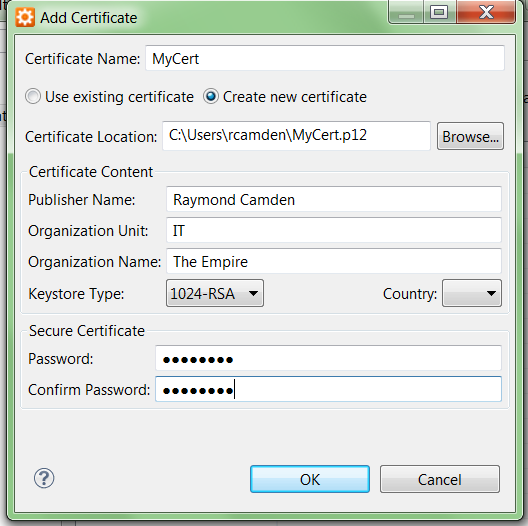 Add Certificate
Certificate Name: MyCert
Use existing certificate Create new certificate
Certificate Location: C:\Users\rcamden\MyCert.p12 Browse...
Certificate Content
Publisher Name: Raymond Camden
Organization Unit: IT
Organization Name: The Empire
Keystore Type: 1024-RSA Country:
Secure Certificate
Password: ●●●●●●●●
Confirm Password: ●●●●●●●●
? OK Cancel